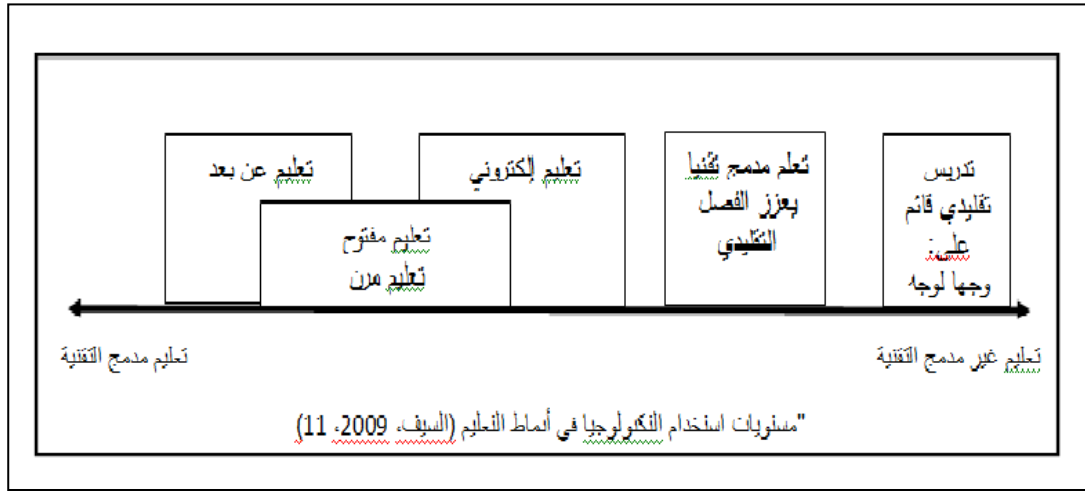 تدريس
تقليدي قائم
على:
وجها لوجه
تعلم مدمج تقنيا
يعزز الفصل
التقليدي
تعليم إلكتروني
تعليم عن بعد
تعليم مفتوح
تعليم مرن
تعليم غير مدمج التقنية
تعليم مدمج التقنية
"مستويات استخدام التكنولوجيا في أنماط التعليم (السيف، 2009، 11)